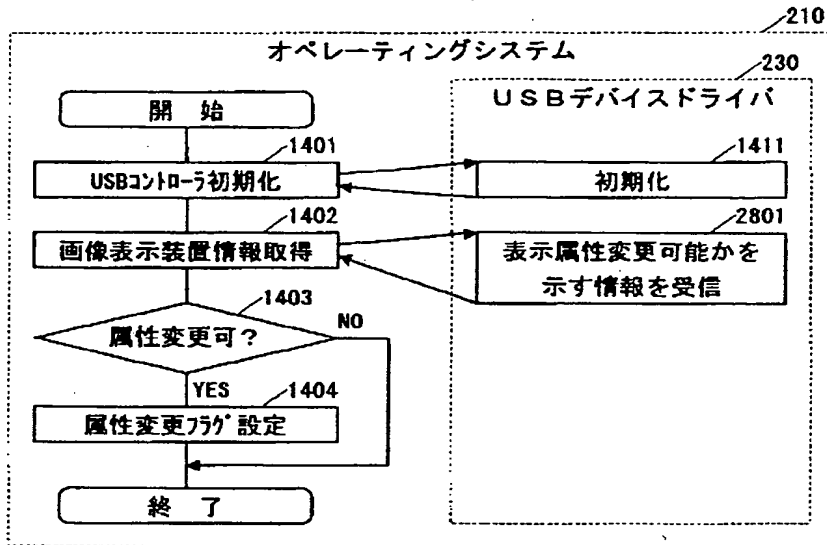 210
オペレーティングシステム
230
USBデバイスドライバ
開 始
1401
USBコントローラ初期化
1411
初期化
1402
画像表示装置情報取得
2801
表示属性変更可能かを
示す情報を受信
1403
属性変更可?
NO
YES
1404
属性変更フラグ設定
終 了